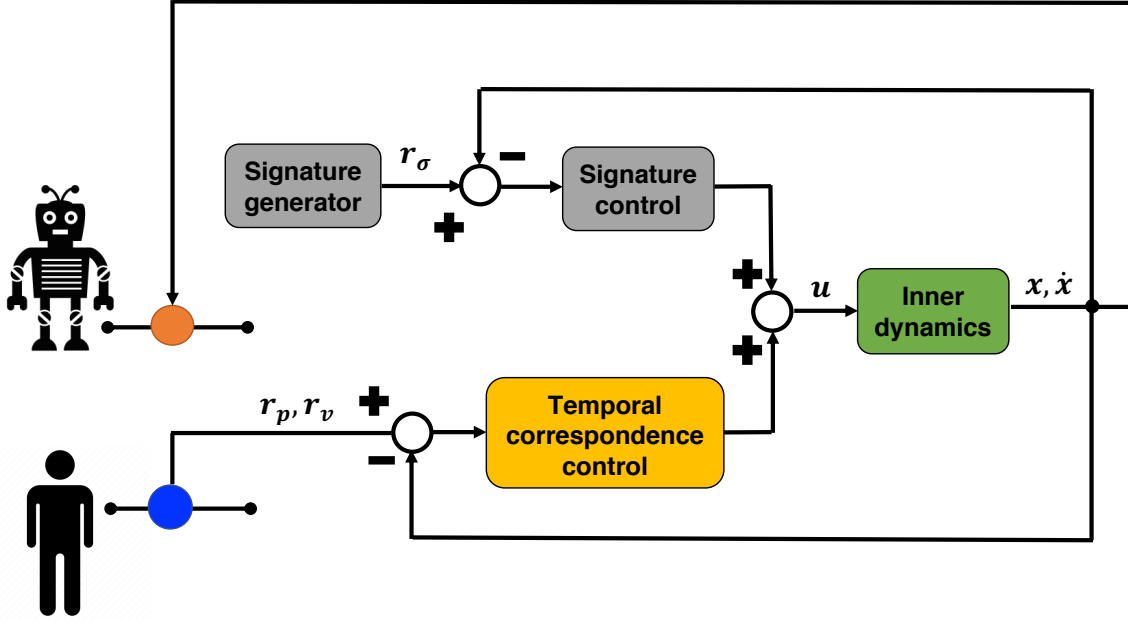 Signature
generator
r_σ
−
+
Signature
control
+
u
Inner
dynamics
x, ẋ
+
r_p, r_v
+
−
Temporal
correspondence
control